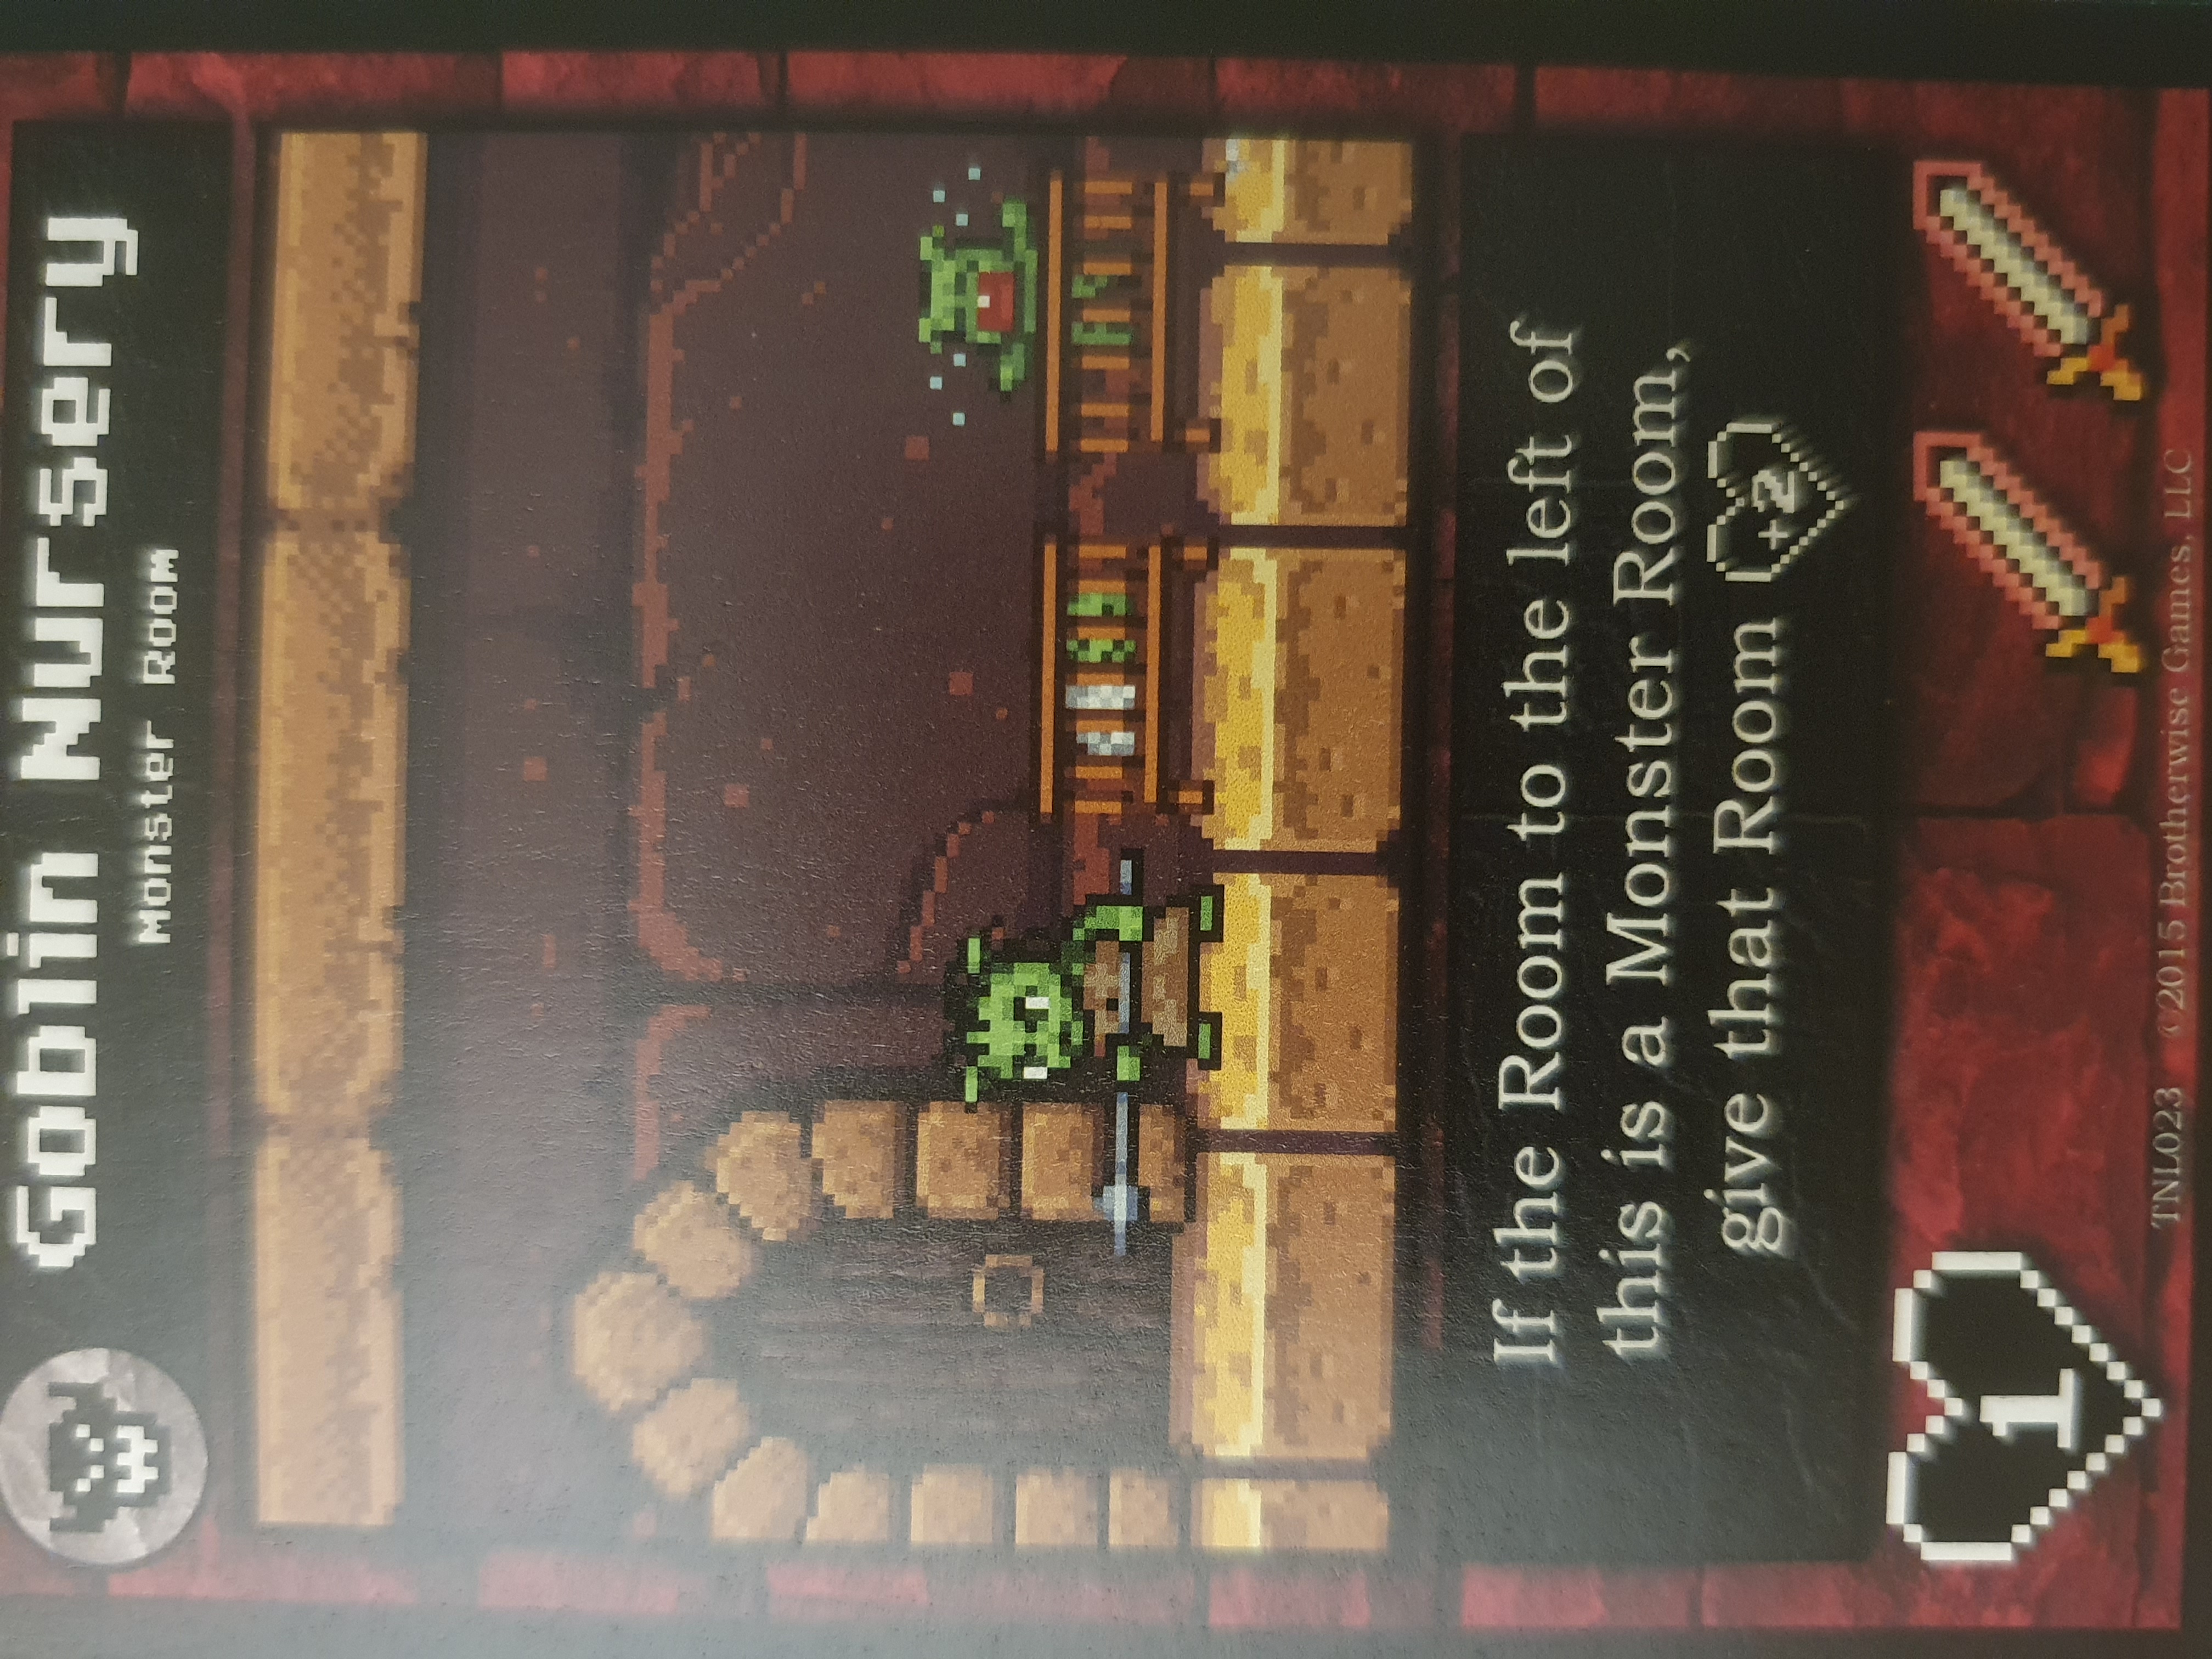 Goblin Nursery
Monster Room
If the Room to the left of
this is a Monster Room,
give that Room +2
1
TNL023 ©2015 Brotherwise Games, LLC